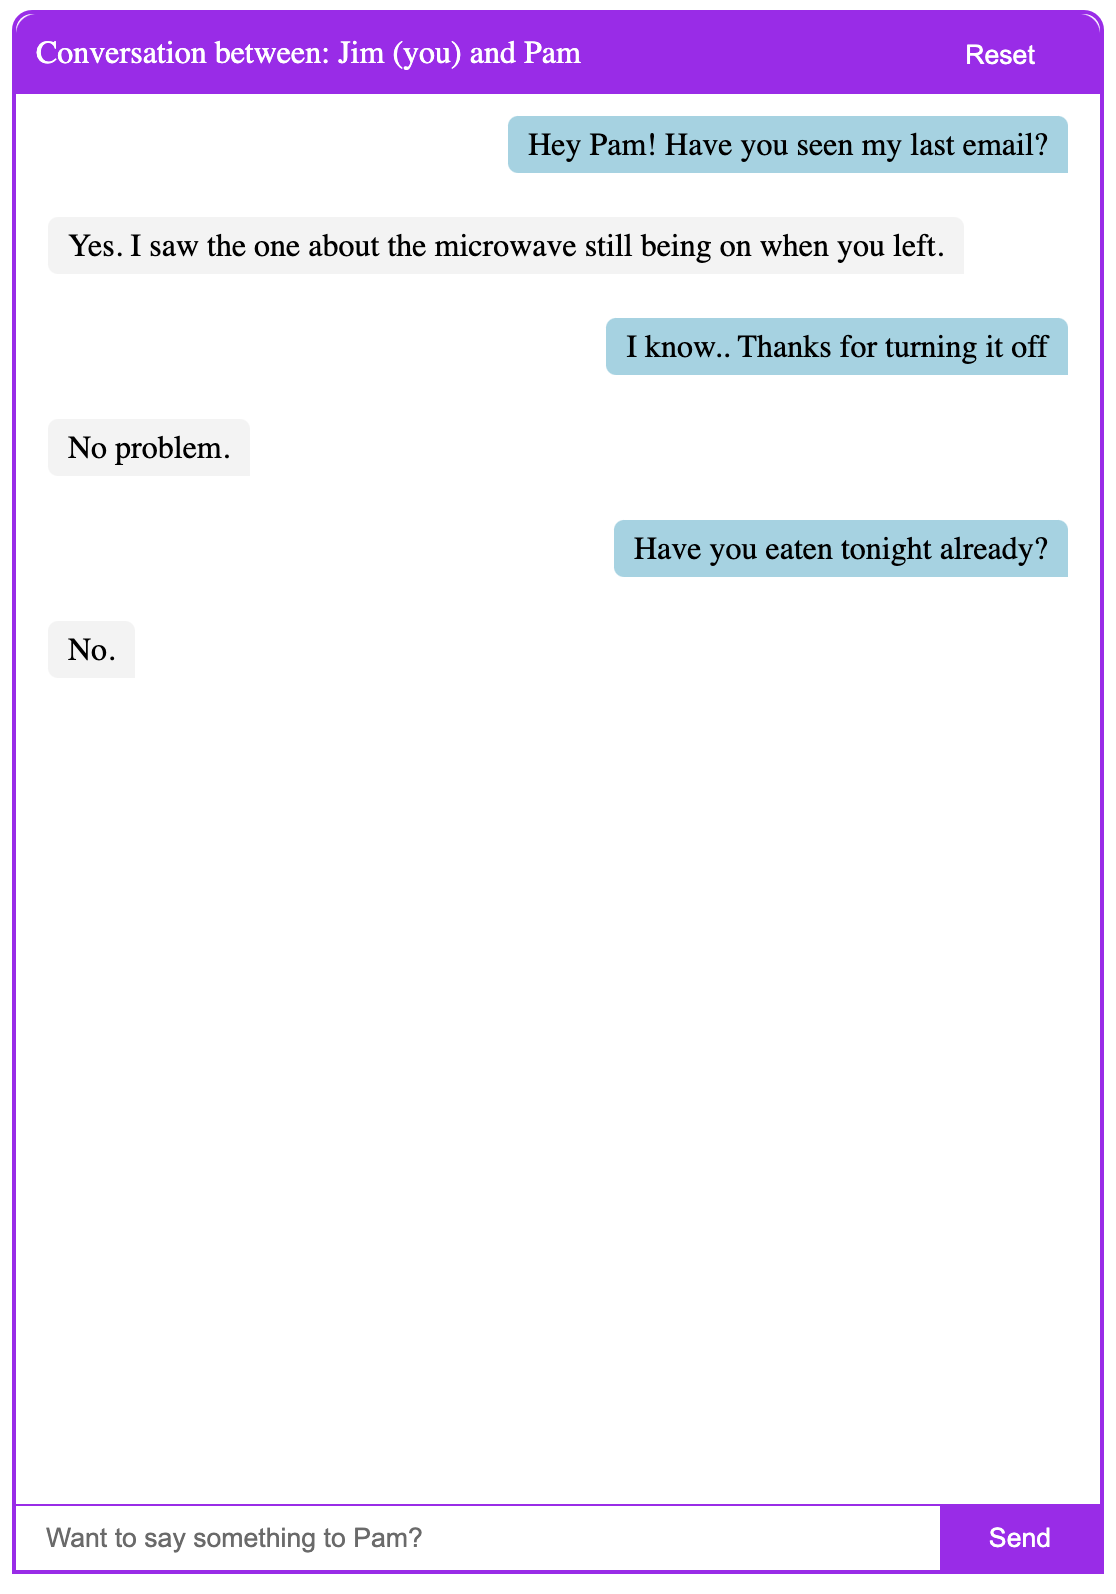 Conversation between: Jim (you) and Pam
Reset
Hey Pam! Have you seen my last email?
Yes. I saw the one about the microwave still being on when you left.
I know.. Thanks for turning it off
No problem.
Have you eaten tonight already?
No.
Want to say something to Pam?
Send